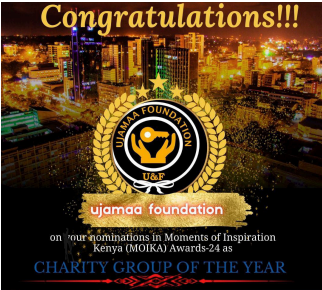 Congratulations!!!
UJAMAA FOUNDATION
U&F
ujamaa foundation
on your nominations in Moments of Inspiration
Kenya (MOIKA) Awards-24 as
CHARITY GROUP OF THE YEAR